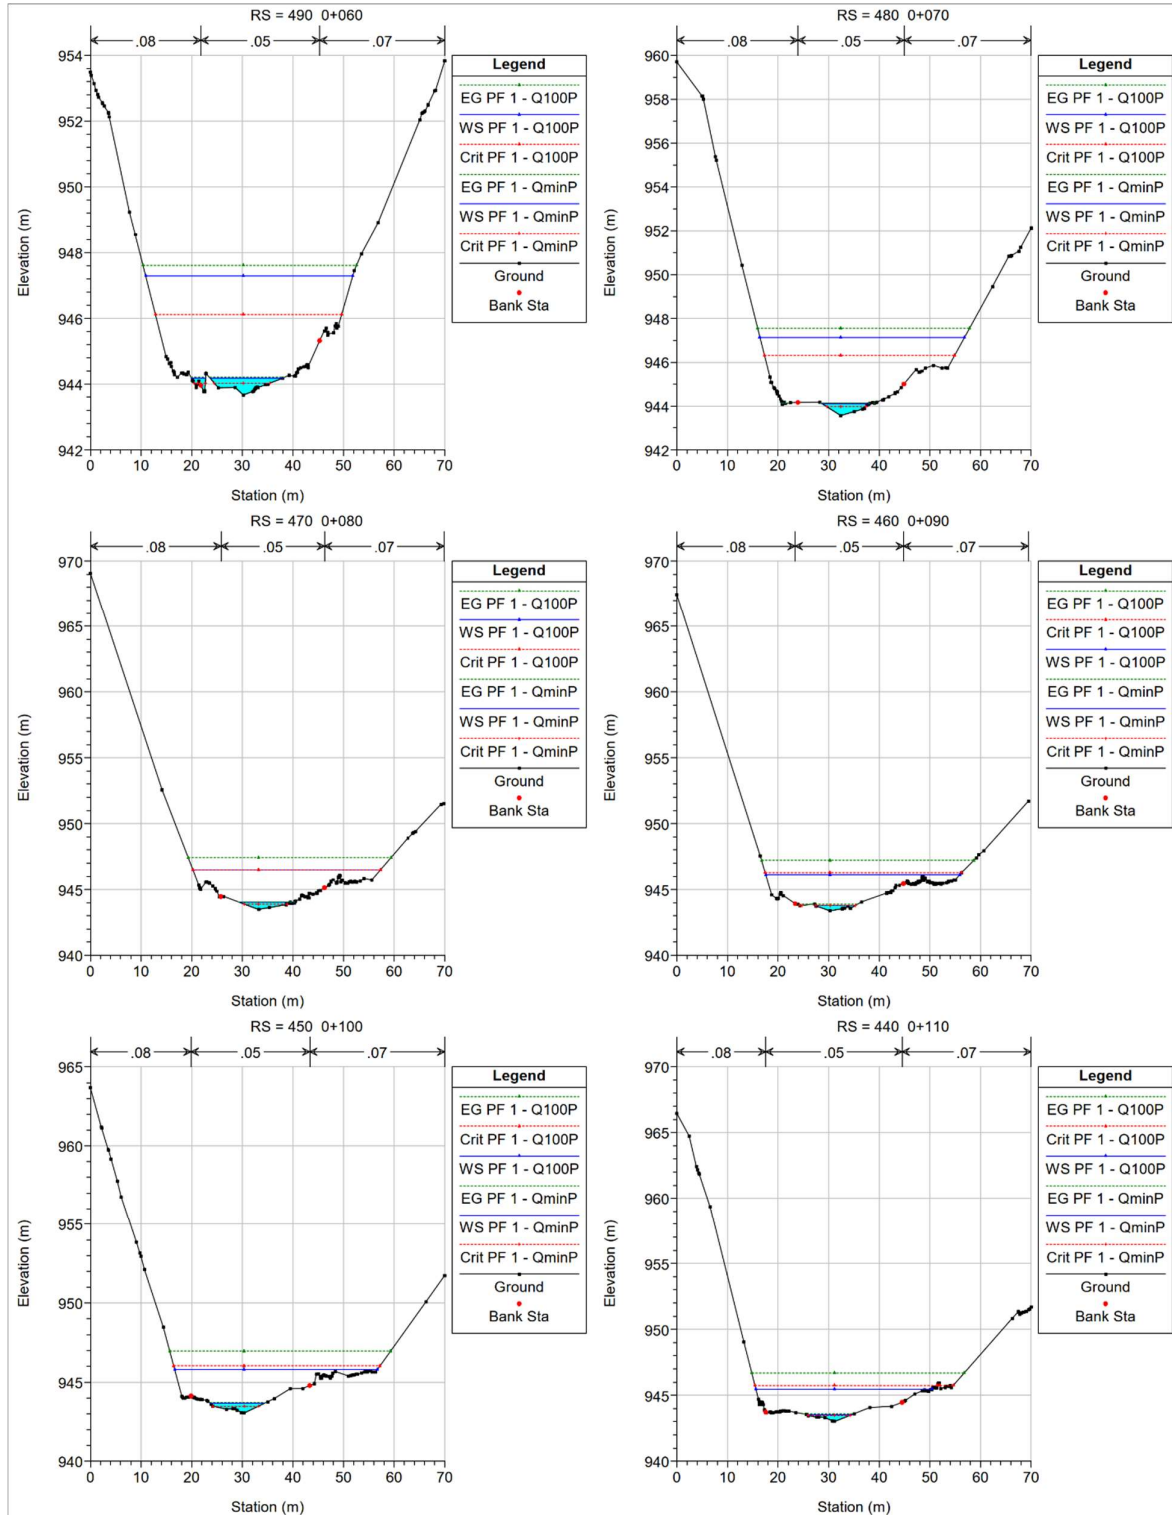 RS = 490 0+060
.08 .05 .07
954
952
950
948
946
944
942
Elevation (m)
0 10 20 30 40 50 60 70
Station (m)
Legend
EG PF 1 - Q100P
WS PF 1 - Q100P
Crit PF 1 - Q100P
EG PF 1 - QminP
WS PF 1 - QminP
Crit PF 1 - QminP
Ground
Bank Sta
RS = 480 0+070
.08 .05 .07
960
958
956
954
952
950
948
946
944
942
Elevation (m)
0 10 20 30 40 50 60 70
Station (m)
Legend
EG PF 1 - Q100P
WS PF 1 - Q100P
Crit PF 1 - Q100P
EG PF 1 - QminP
WS PF 1 - QminP
Crit PF 1 - QminP
Ground
Bank Sta
RS = 470 0+080
.08 .05 .07
970
965
960
955
950
945
940
Elevation (m)
0 10 20 30 40 50 60 70
Station (m)
Legend
EG PF 1 - Q100P
WS PF 1 - Q100P
Crit PF 1 - Q100P
EG PF 1 - QminP
WS PF 1 - QminP
Crit PF 1 - QminP
Ground
Bank Sta
RS = 460 0+090
.08 .05 .07
970
965
960
955
950
945
940
Elevation (m)
0 10 20 30 40 50 60 70
Station (m)
Legend
EG PF 1 - Q100P
Crit PF 1 - Q100P
WS PF 1 - Q100P
EG PF 1 - QminP
WS PF 1 - QminP
Crit PF 1 - QminP
Ground
Bank Sta
RS = 450 0+100
.08 .05 .07
965
960
955
950
945
940
Elevation (m)
0 10 20 30 40 50 60 70
Station (m)
Legend
EG PF 1 - Q100P
Crit PF 1 - Q100P
WS PF 1 - Q100P
EG PF 1 - QminP
WS PF 1 - QminP
Crit PF 1 - QminP
Ground
Bank Sta
RS = 440 0+110
.08 .05 .07
970
965
960
955
950
945
940
Elevation (m)
0 10 20 30 40 50 60 70
Station (m)
Legend
EG PF 1 - Q100P
Crit PF 1 - Q100P
WS PF 1 - Q100P
EG PF 1 - QminP
WS PF 1 - QminP
Crit PF 1 - QminP
Ground
Bank Sta